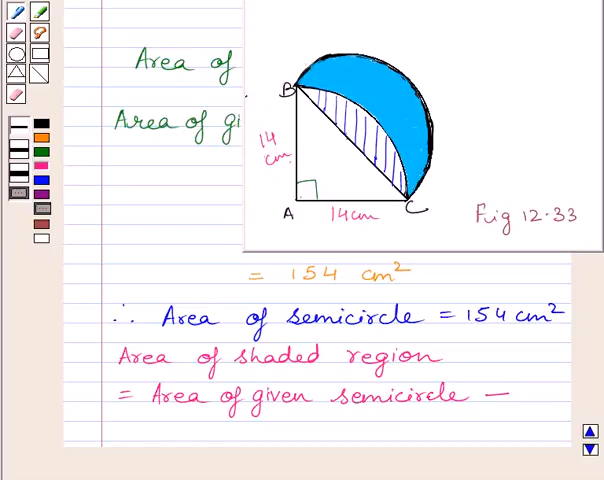 Area of
Area of gi
B
14
cm
A
14cm
C
Fig 12.33
= 154 cm²
∴ Area of semicircle = 154 cm²
Area of shaded region
= Area of given semicircle —